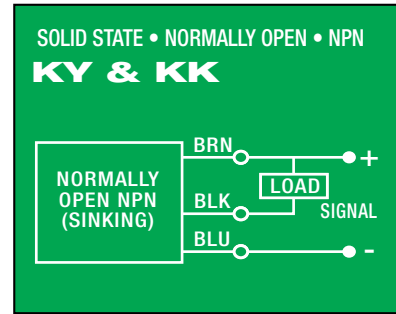 SOLID STATE • NORMALLY OPEN • NPN
KY & KK
BRN
+
NORMALLY
OPEN NPN
(SINKING)
LOAD
BLK
SIGNAL
BLU
-